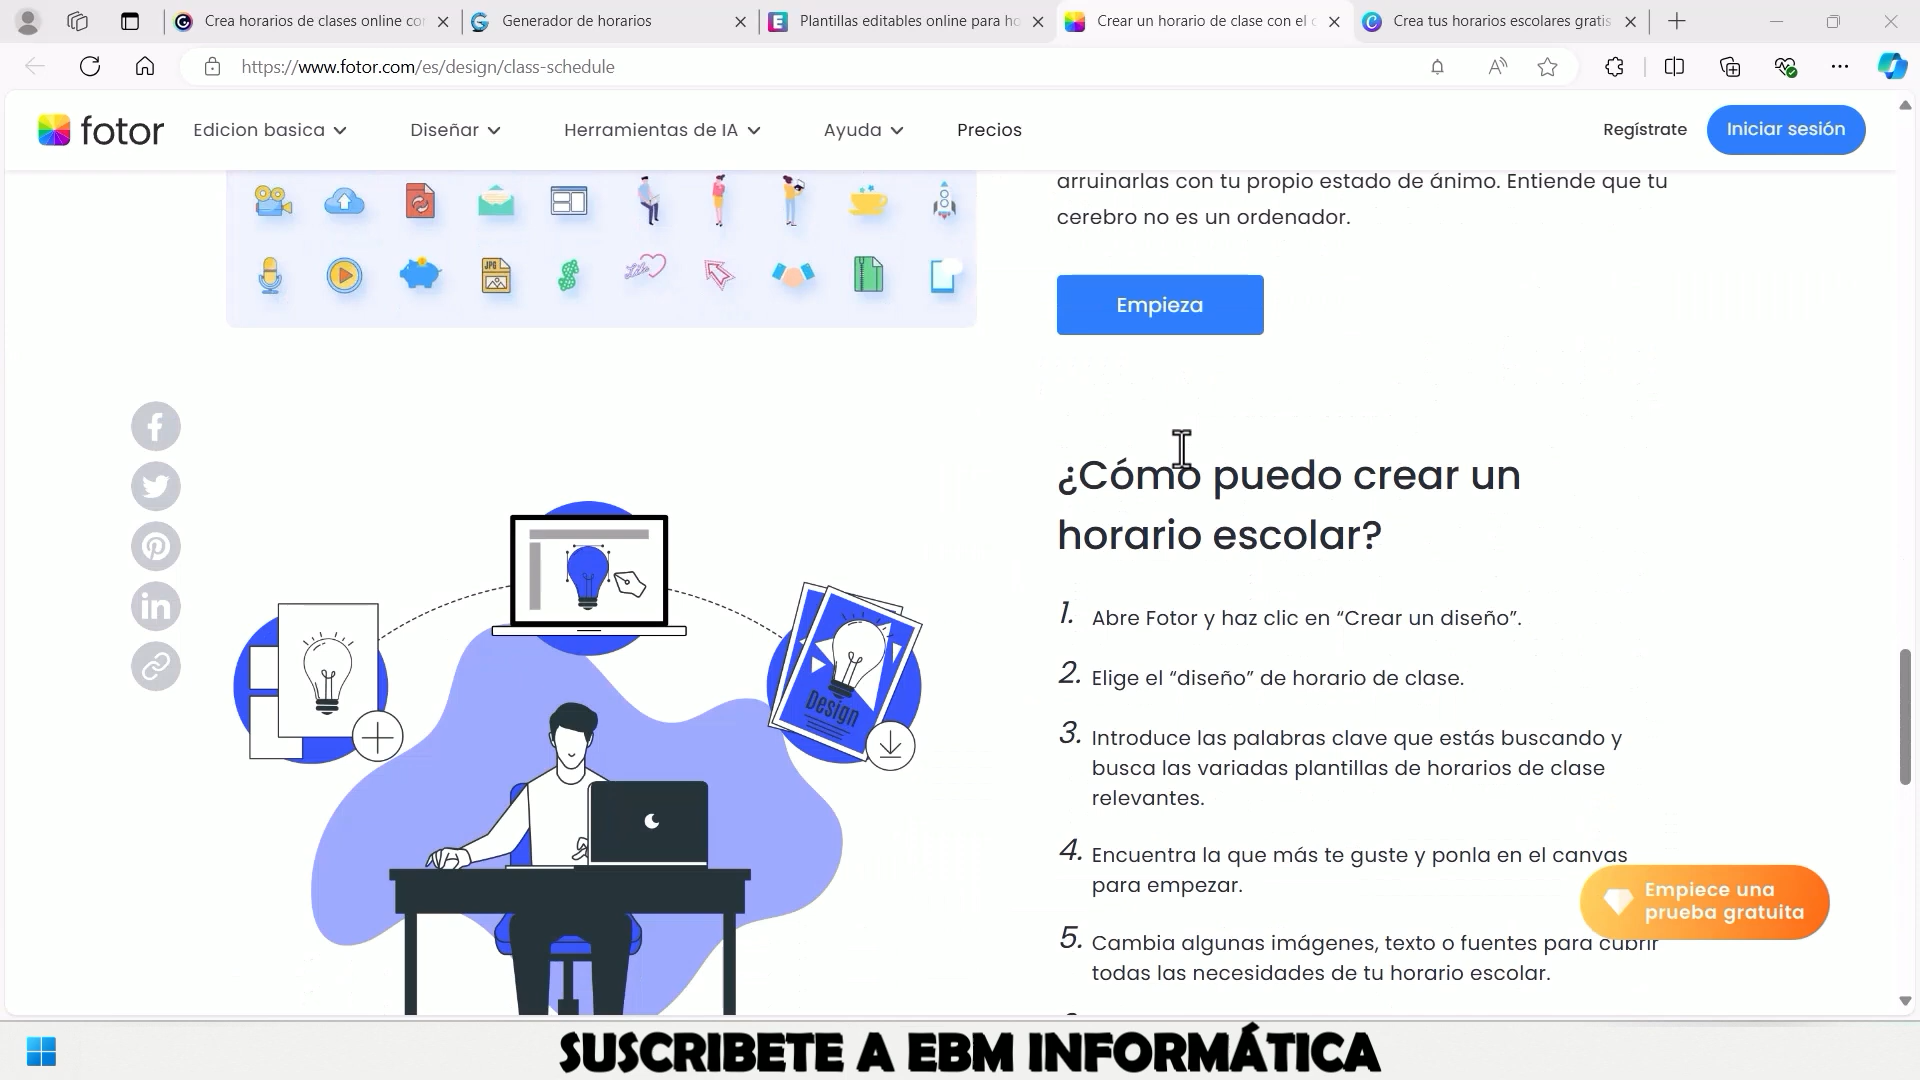 Crea horarios de clases online co
Generador de horarios
Plantillas editables online para ho
Crear un horario de clase con el c
Crea tus horarios escolares gratis
https://www.fotor.com/es/design/class-schedule
fotor
Edicion basica
Diseñar
Herramientas de IA
Ayuda
Precios
Regístrate
Iniciar sesión
arruinarlas con tu propio estado de ánimo. Entiende que tu
cerebro no es un ordenador.
JPG
Like
Empieza
¿Cómo puedo crear un
horario escolar?
1. Abre Fotor y haz clic en “Crear un diseño”.
2. Elige el “diseño” de horario de clase.
3. Introduce las palabras clave que estás buscando y
busca las variadas plantillas de horarios de clase
relevantes.
4. Encuentra la que más te guste y ponla en el canvas
para empezar.
5. Cambia algunas imágenes, texto o fuentes para cubrir
todas las necesidades de tu horario escolar.
Design
Empiece una
prueba gratuita
SUSCRIBETE A EBM INFORMÁTICA